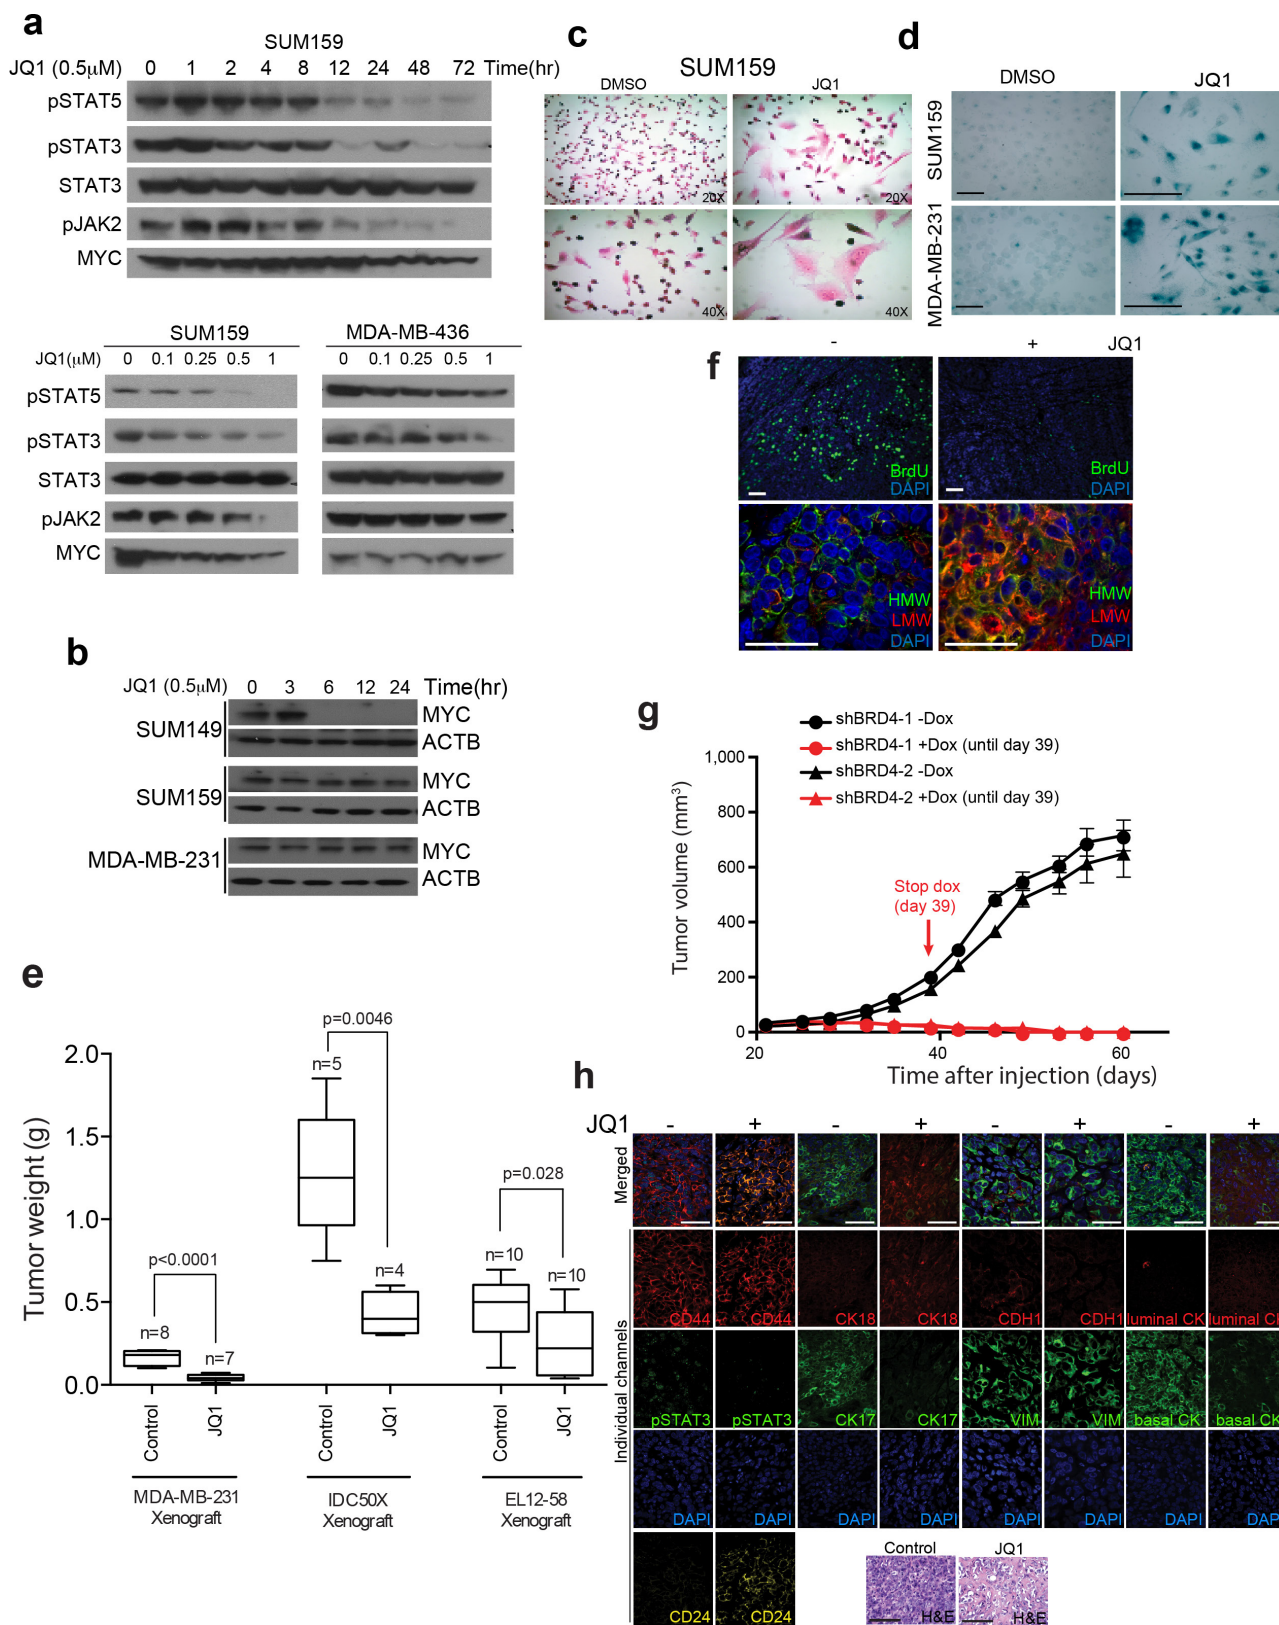 a
SUM159
JQ1 (0.5μM) 0 1 2 4 8 12 24 48 72 Time(hr)
pSTAT5
pSTAT3
STAT3
pJAK2
MYC
SUM159 MDA-MB-436
JQ1(μM) 0 0.1 0.25 0.5 1 0 0.1 0.25 0.5 1
pSTAT5
pSTAT3
STAT3
pJAK2
MYC
b
JQ1 (0.5μM) 0 3 6 12 24 Time(hr)
SUM149 MYC
ACTB
SUM159 MYC
ACTB
MDA-MB-231 MYC
ACTB
c
SUM159
DMSO JQ1
20X 20X
40X 40X
d
DMSO JQ1
SUM159
MDA-MB-231
e
Tumor weight (g)
2.0
1.5
1.0
0.5
0.0
p<0.0001
n=8
n=7
p=0.0046
n=5
n=4
p=0.028
n=10
n=10
Control JQ1 Control JQ1 Control JQ1
MDA-MB-231 IDC50X EL12-58
Xenograft Xenograft Xenograft
f
- + JQ1
BrdU BrdU
DAPI DAPI
HMW HMW
LMW LMW
DAPI DAPI
g
shBRD4-1 -Dox
shBRD4-1 +Dox (until day 39)
shBRD4-2 -Dox
shBRD4-2 +Dox (until day 39)
Tumor volume (mm³)
1,000
800
600
400
200
0
Stop dox
(day 39)
20 40 60
Time after injection (days)
h
JQ1 - + - + - + - +
Merged
Individual channels
CD44 CD44 CK18 CK18 CDH1 CDH1 luminal CK luminal CK
pSTAT3 pSTAT3 CK17 CK17 VIM VIM basal CK basal CK
DAPI DAPI DAPI DAPI DAPI DAPI DAPI DAPI
CD24 CD24
Control JQ1
H&E H&E